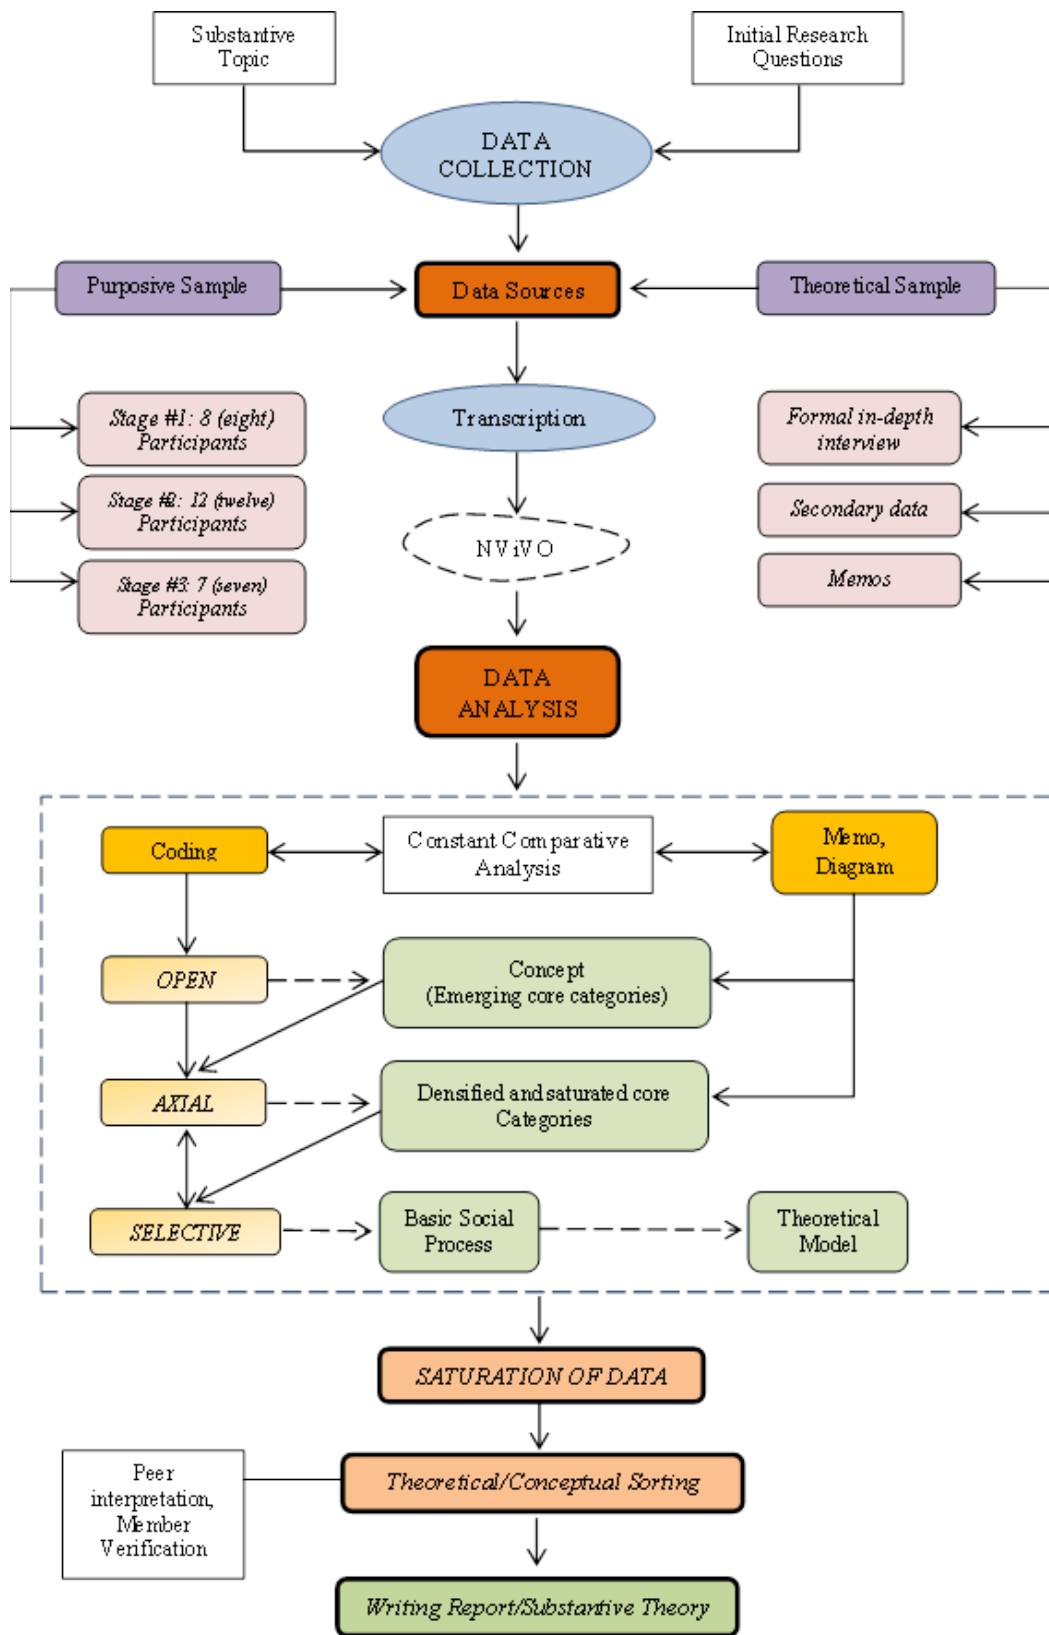 Substantive
Topic
Initial Research
Questions
DATA
COLLECTION
Purposive Sample
Data Sources
Theoretical Sample
Stage #1: 8 (eight)
Participants
Transcription
Formal in-depth
interview
Stage #2: 12 (twelve)
Participants
Secondary data
NViVO
Stage #3: 7 (seven)
Participants
Memos
DATA
ANALYSIS
Coding
Constant Comparative
Analysis
Memo,
Diagram
OPEN
Concept
(Emerging core categories)
AXIAL
Densified and saturated core
Categories
SELECTIVE
Basic Social
Process
Theoretical
Model
SATURATION OF DATA
Peer
interpretation,
Member
Verification
Theoretical/Conceptual Sorting
Writing Report/Substantive Theory